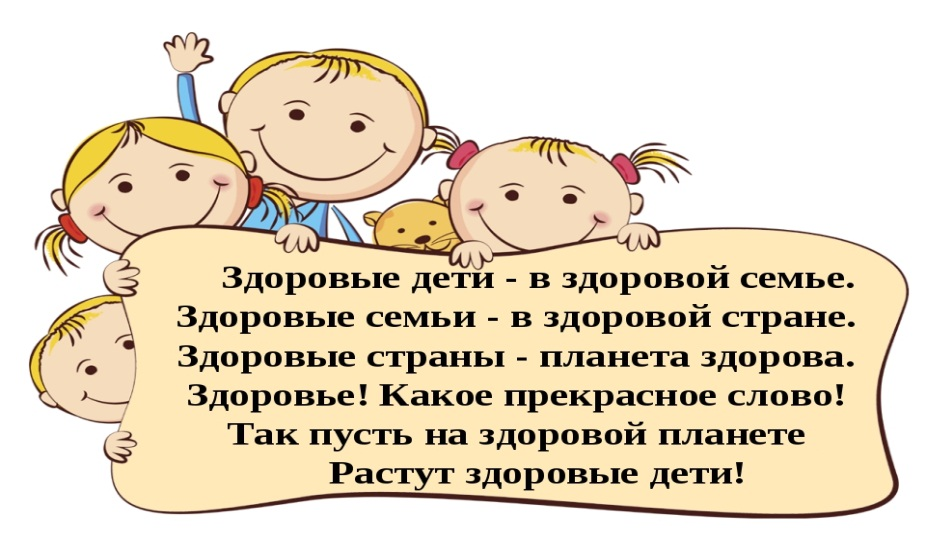 Здоровые дети - в здоровой семье.
Здоровые семьи - в здоровой стране.
Здоровые страны - планета здорова.
Здоровье! Какое прекрасное слово!
Так пусть на здоровой планете
Растут здоровые дети!